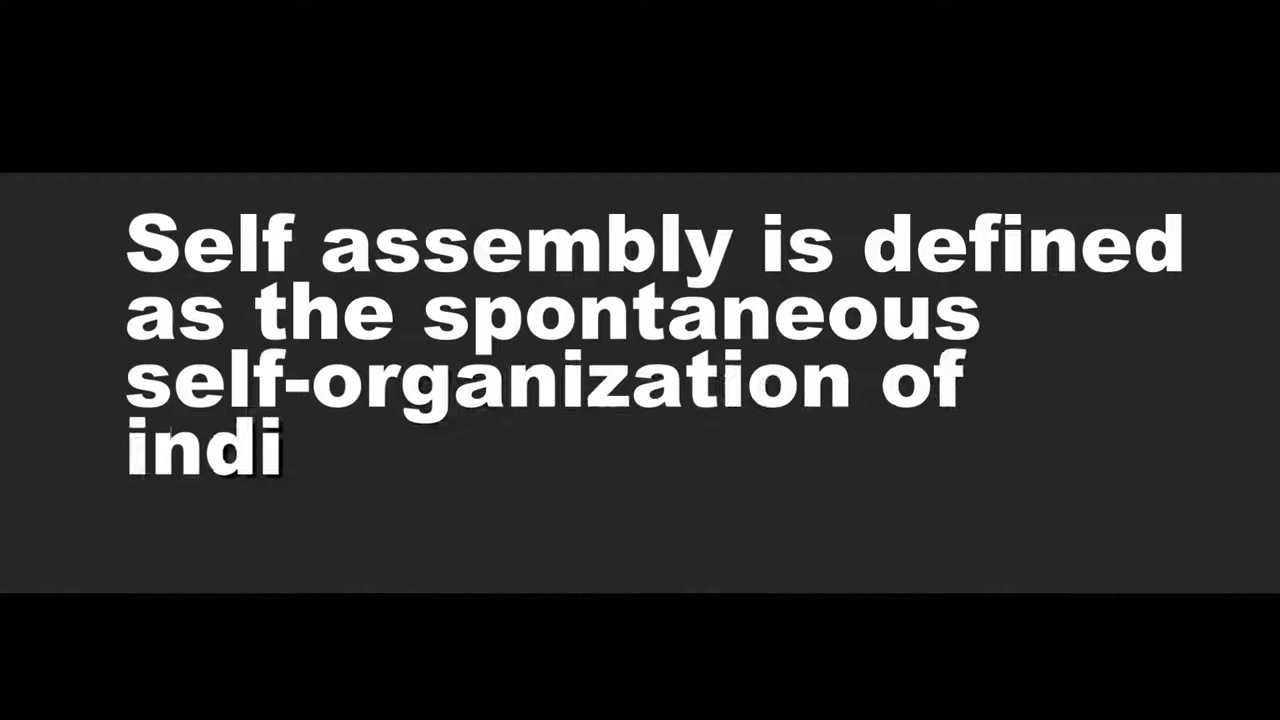 Self assembly is defined
as the spontaneous
self-organization of
indi